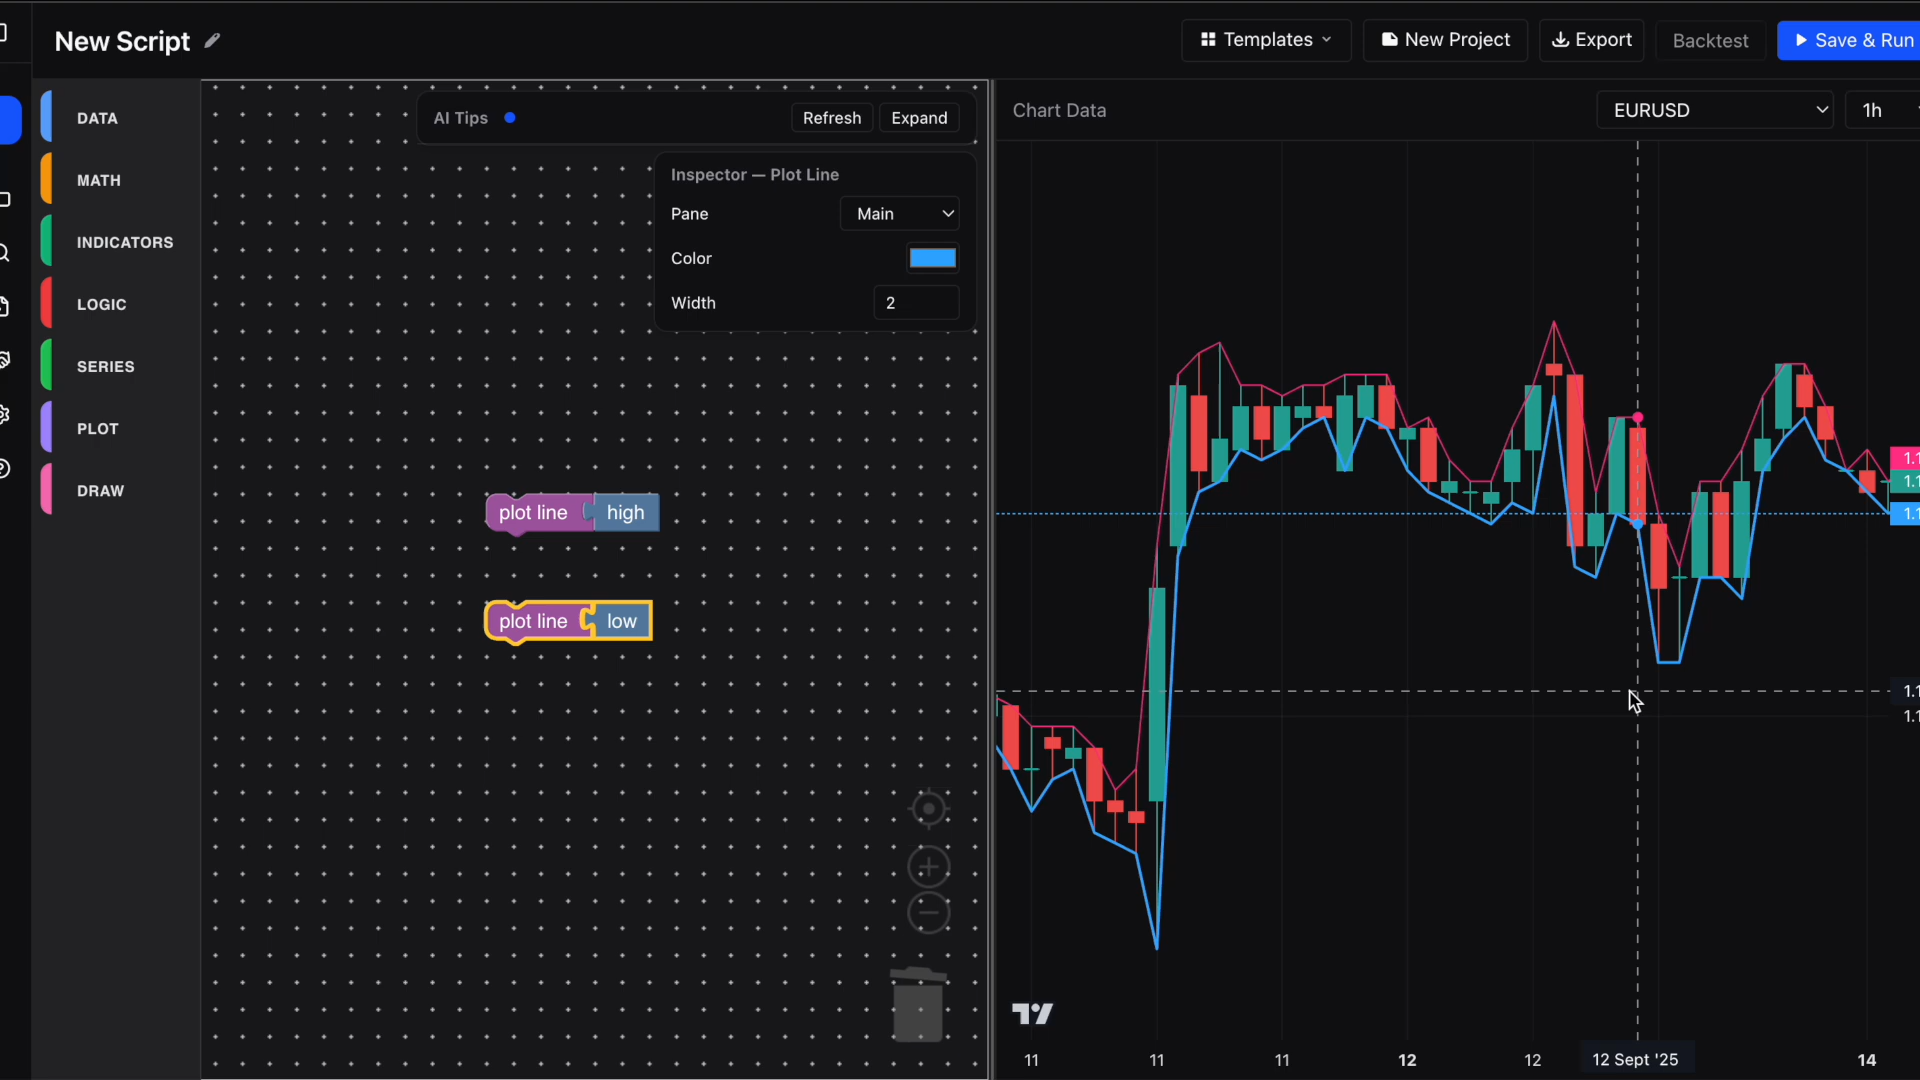 New Script
Templates
New Project
Export
Backtest
Save & Run
DATA
MATH
INDICATORS
LOGIC
SERIES
PLOT
DRAW
AI Tips
Refresh
Expand
Inspector — Plot Line
Pane
Main
Color
Width
2
plot line high
plot line low
Chart Data
EURUSD
1h
11
11
11
12
12
12 Sept '25
14